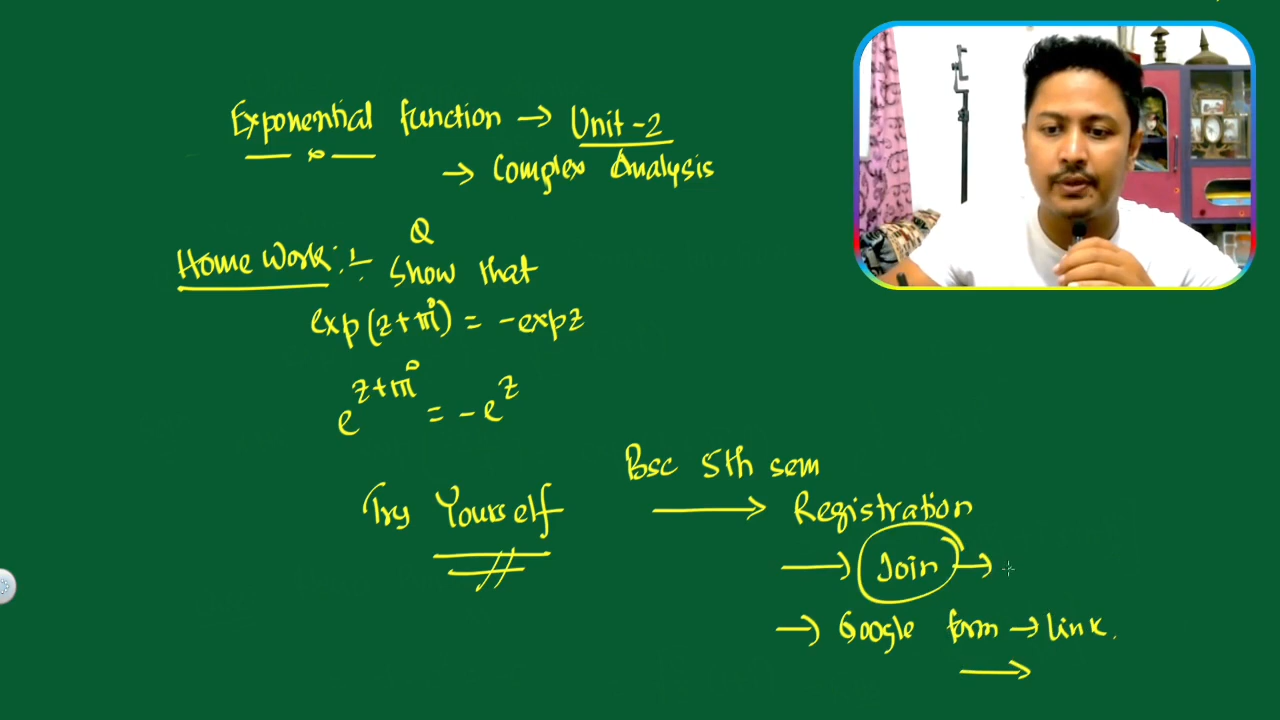 Exponential function → Unit-2
→ Complex Analysis
Q
Home Work :- Show that
exp(z+πi) = -exp z
e^{z+πi} = -e^z
Try Yourself
Bsc 5th sem
→ Registration
→ Join →
→ Google form → link.
→